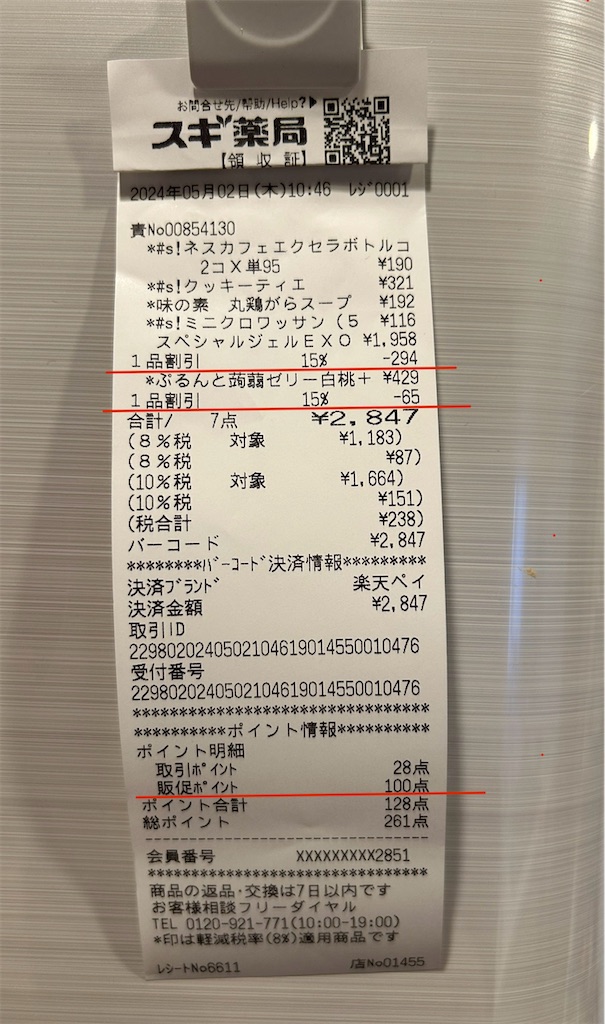 お問合せ先/幇助/Help?▶
スギ薬局
【領収証】
2024年05月02日(木)10:46 ﾚｼﾞ0001
責No00854130
*#s!ネスカフェエクセラボトルコ
2コX単95 ¥190
*#s!クッキーティエ ¥321
*味の素 丸鶏がらスープ ¥192
*#s!ミニクロワッサン(5 ¥116
スペシャルジェルEXO ¥1,958
1品割引 15% -294
*ぷるんと蒟蒻ゼリー白桃+ ¥429
1品割引 15% -65
合計/ 7点 ¥2,847
(8%税 対象 ¥1,183)
(8%税 ¥87)
(10%税 対象 ¥1,664)
(10%税 ¥151)
(税合計 ¥238)
バーコード ¥2,847
********ﾊﾞｰｺｰﾄﾞ決済情報*********
決済ﾌﾞﾗﾝﾄﾞ 楽天ペイ
決済金額 ¥2,847
取引ID
2298020240502104619014550010476
受付番号
2298020240502104619014550010476
********************************
**********ポイント情報**********
ポイント明細
取引ﾎﾟｲﾝﾄ 28点
販促ﾎﾟｲﾝﾄ 100点
ポイント合計 128点
総ポイント 261点
--------------------------------
会員番号 XXXXXXXXX2851
********************************
商品の返品・交換は7日以内です
お客様相談フリーダイヤル
TEL 0120-921-771(10:00-19:00)
*印は軽減税率(8%)適用商品です
ﾚｼｰﾄNo6611 店No01455